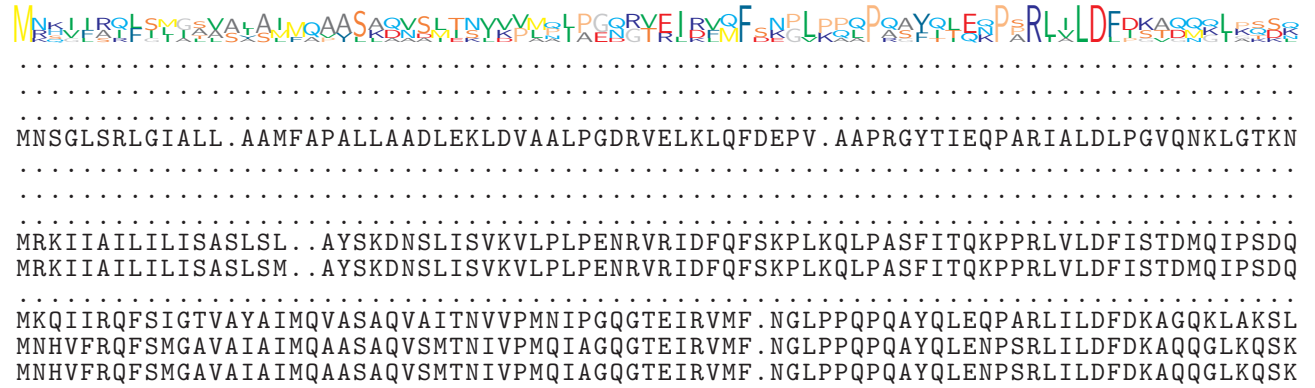 ................................................................................
................................................................................
................................................................................
MNSGLSRLGIALL.AAMFAPALLAADLEKLDVAALPGDRVELKLQFDEPV.AAPRGYTIEQPARIALDLPGVQNKLGTKN
................................................................................
................................................................................
................................................................................
MRKIIAILILISASLSL..AYSKDNSLISVKVLPLPENRVRIDFQFSKPLKQLPASFITQKPPRLVLDFISTDMQIPSDQ
MRKIIAILILISASLSM..AYSKDNSLISVKVLPLPENRVRIDFQFSKPLKQLPASFITQKPPRLVLDFISTDMQIPSDQ
................................................................................
MKQIIRQFSIGTVAYAIMQVASAQVAITNVVPMNIPGQGTEIRVMF.NGLPPQPQAYQLEQPARLILDFDKAGQKLAKSL
MNHVFRQFSMGAVAIAIMQAASAQVSMTNIVPMQIAGQGTEIRVMF.NGLPPQPQAYQLENPSRLILDFDKAQQGLKQSK
MNHVFRQFSMGAVAIAIMQAASAQVSMTNIVPMQIAGQGTEIRVMF.NGLPPQPQAYQLENPSRLILDFDKAQQGLKQSK